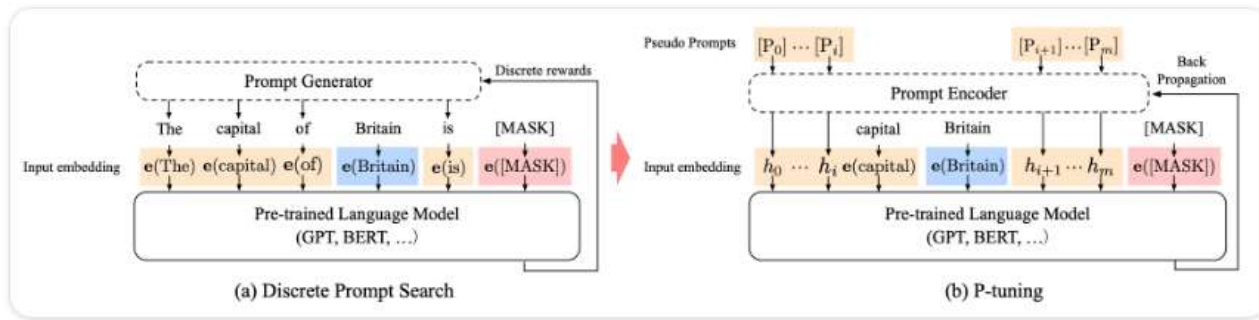 Prompt Generator
Discrete rewards
The capital of Britain is [MASK]
Input embedding e(The) e(capital) e(of) e(Britain) e(is) e([MASK])
Pre-trained Language Model
(GPT, BERT, …)
(a) Discrete Prompt Search
Pseudo Prompts [P0] ⋯ [Pi] [Pi+1] ⋯ [Pm]
Back
Propagation
Prompt Encoder
capital Britain [MASK]
Input embedding h0 ⋯ hi e(capital) e(Britain) hi+1 ⋯ hm e([MASK])
Pre-trained Language Model
(GPT, BERT, …)
(b) P-tuning